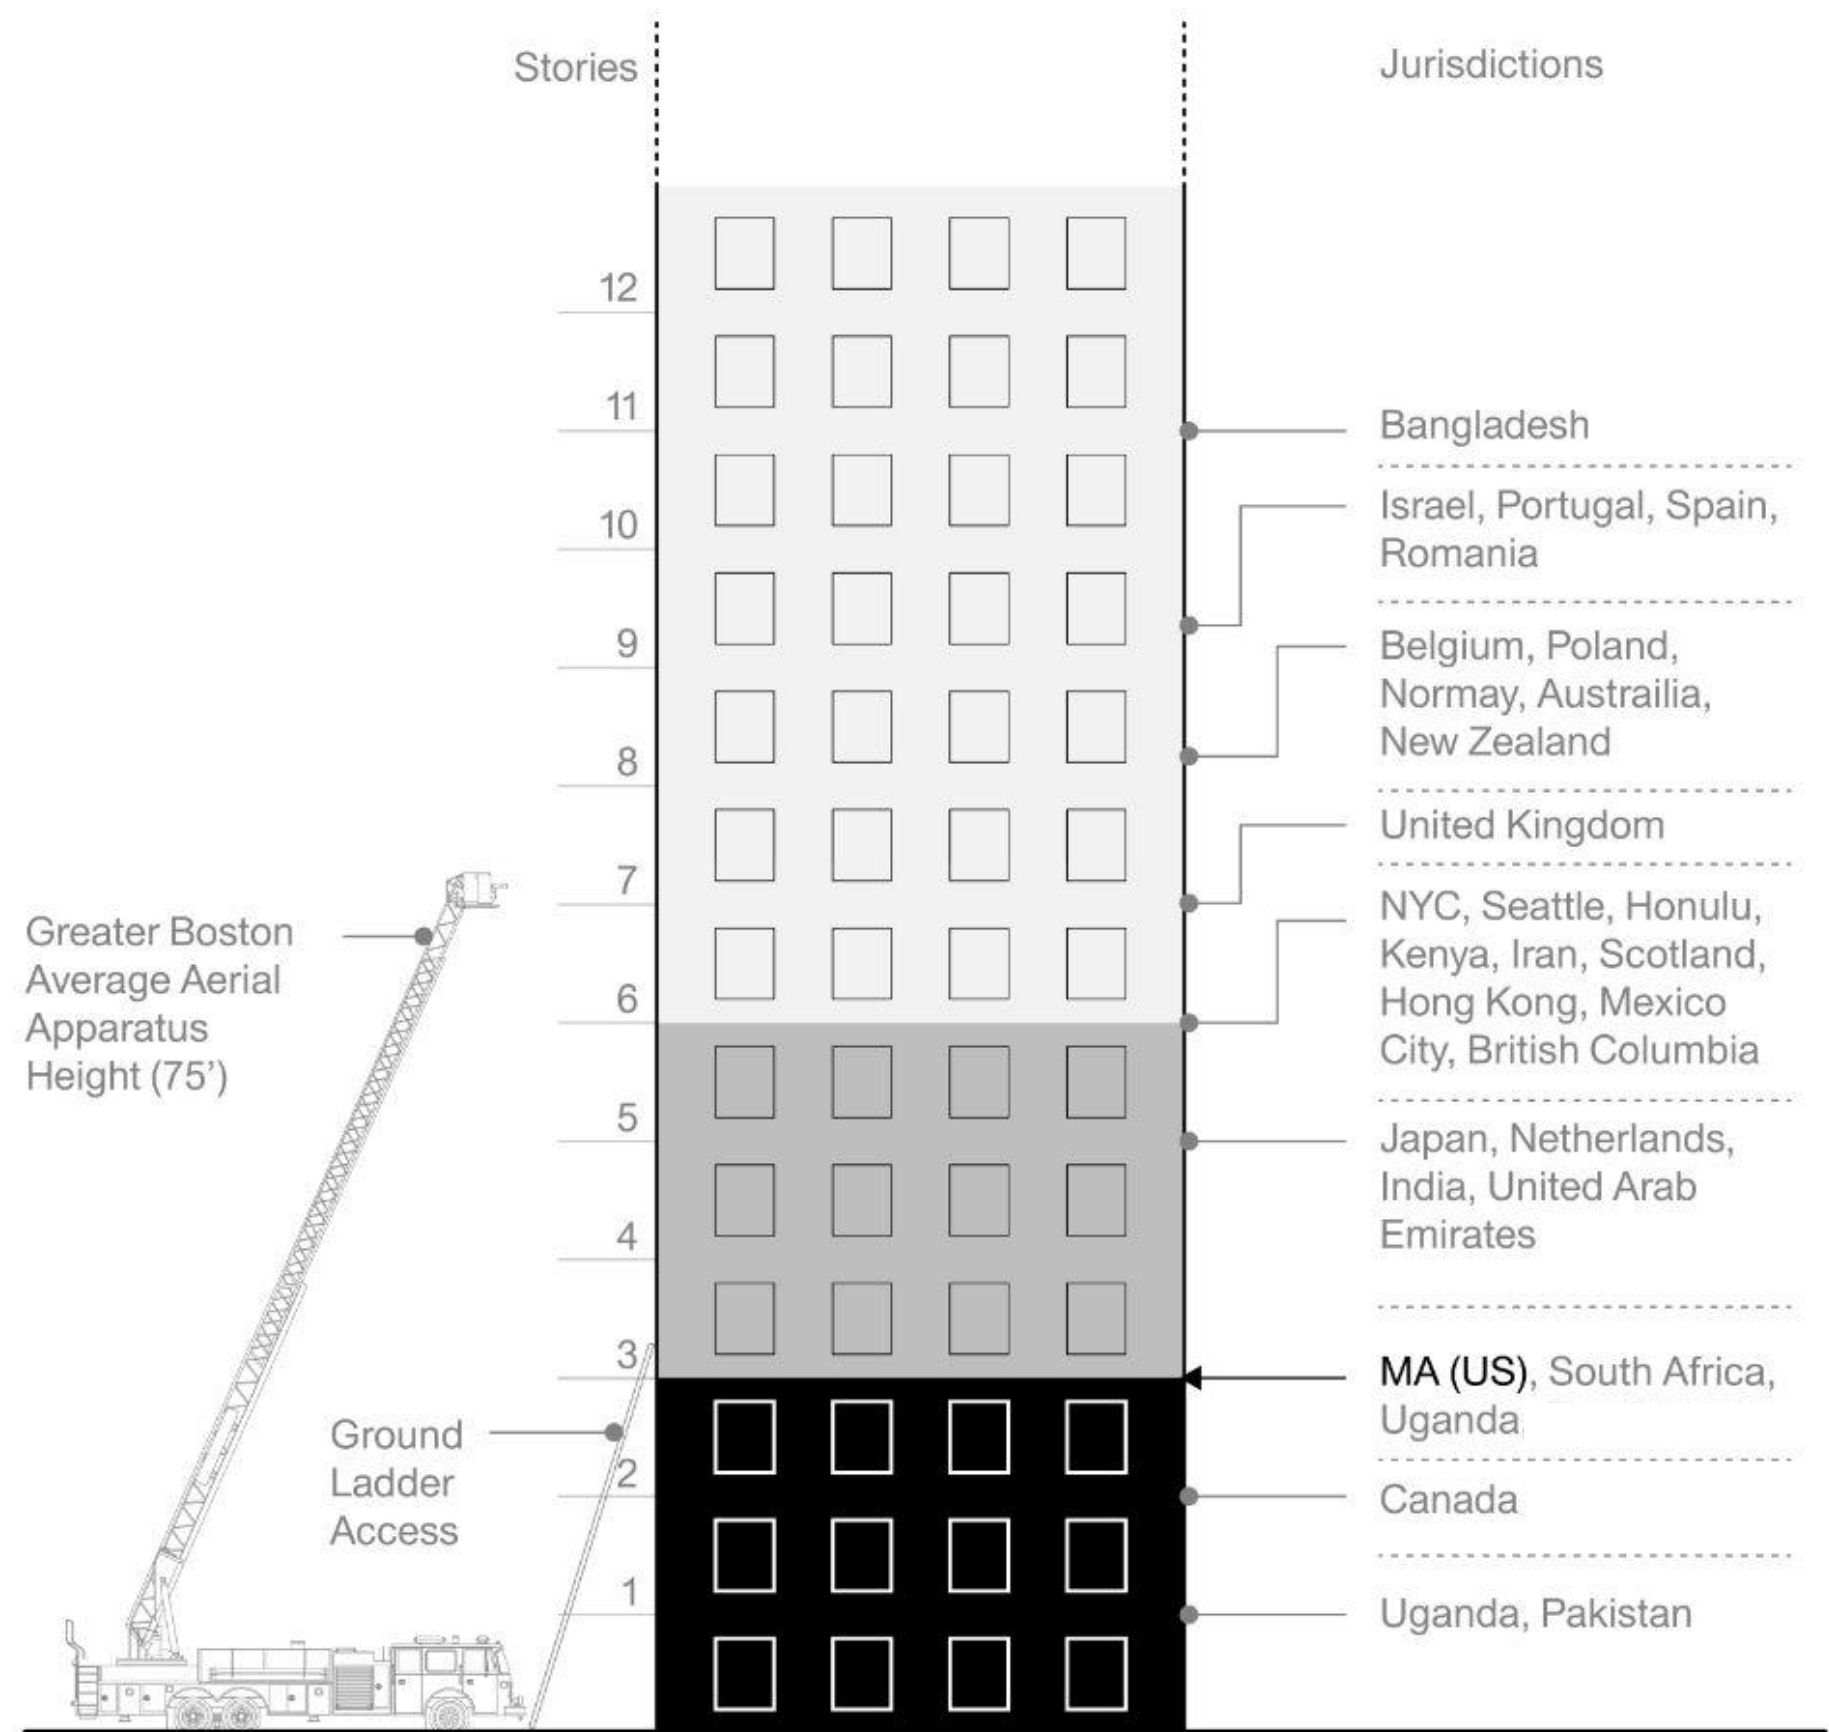 Stories
Jurisdictions
12
11
10
9
8
7
6
5
4
3
2
1
Greater Boston
Average Aerial
Apparatus
Height (75’)
Ground
Ladder
Access
Bangladesh
Israel, Portugal, Spain,
Romania
Belgium, Poland,
Normay, Austrailia,
New Zealand
United Kingdom
NYC, Seattle, Honulu,
Kenya, Iran, Scotland,
Hong Kong, Mexico
City, British Columbia
Japan, Netherlands,
India, United Arab
Emirates
MA (US), South Africa,
Uganda
Canada
Uganda, Pakistan